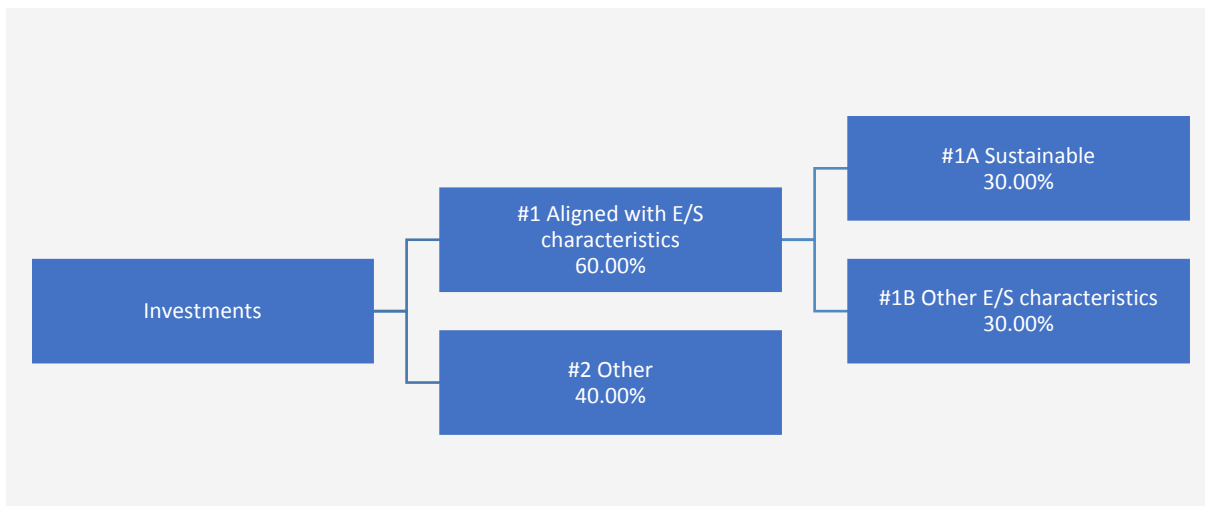 Investments
#1 Aligned with E/S
characteristics
60.00%
#2 Other
40.00%
#1A Sustainable
30.00%
#1B Other E/S characteristics
30.00%